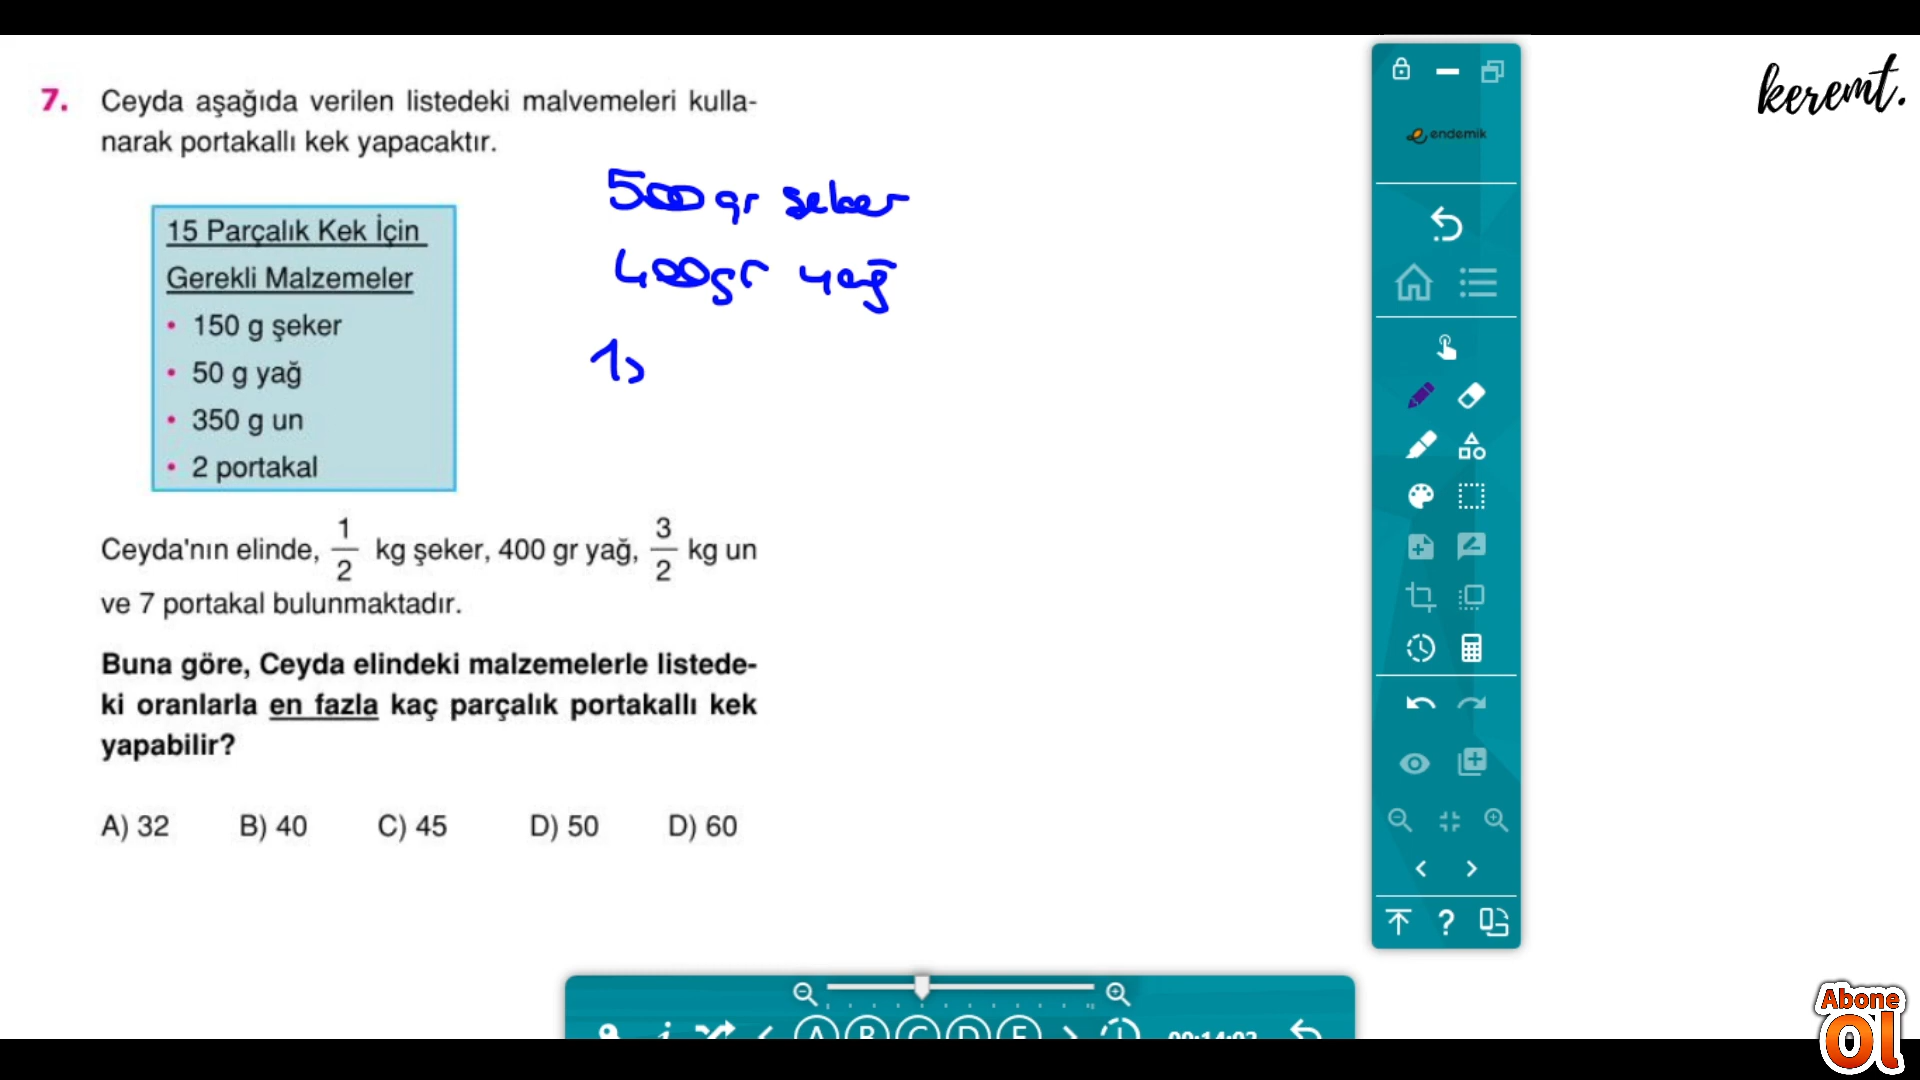 7. Ceyda aşağıda verilen listedeki malvemeleri kulla-
narak portakallı kek yapacaktır.
15 Parçalık Kek İçin
Gerekli Malzemeler
• 150 g şeker
• 50 g yağ
• 350 g un
• 2 portakal
500 gr şeker
400 gr yağ
Ceyda'nın elinde, 1/2 kg şeker, 400 gr yağ, 3/2 kg un
ve 7 portakal bulunmaktadır.
Buna göre, Ceyda elindeki malzemelerle listede-
ki oranlarla en fazla kaç parçalık portakallı kek
yapabilir?
A) 32 B) 40 C) 45 D) 50 D) 60
keremt.
endemik
A B C D E
Abone
Ol